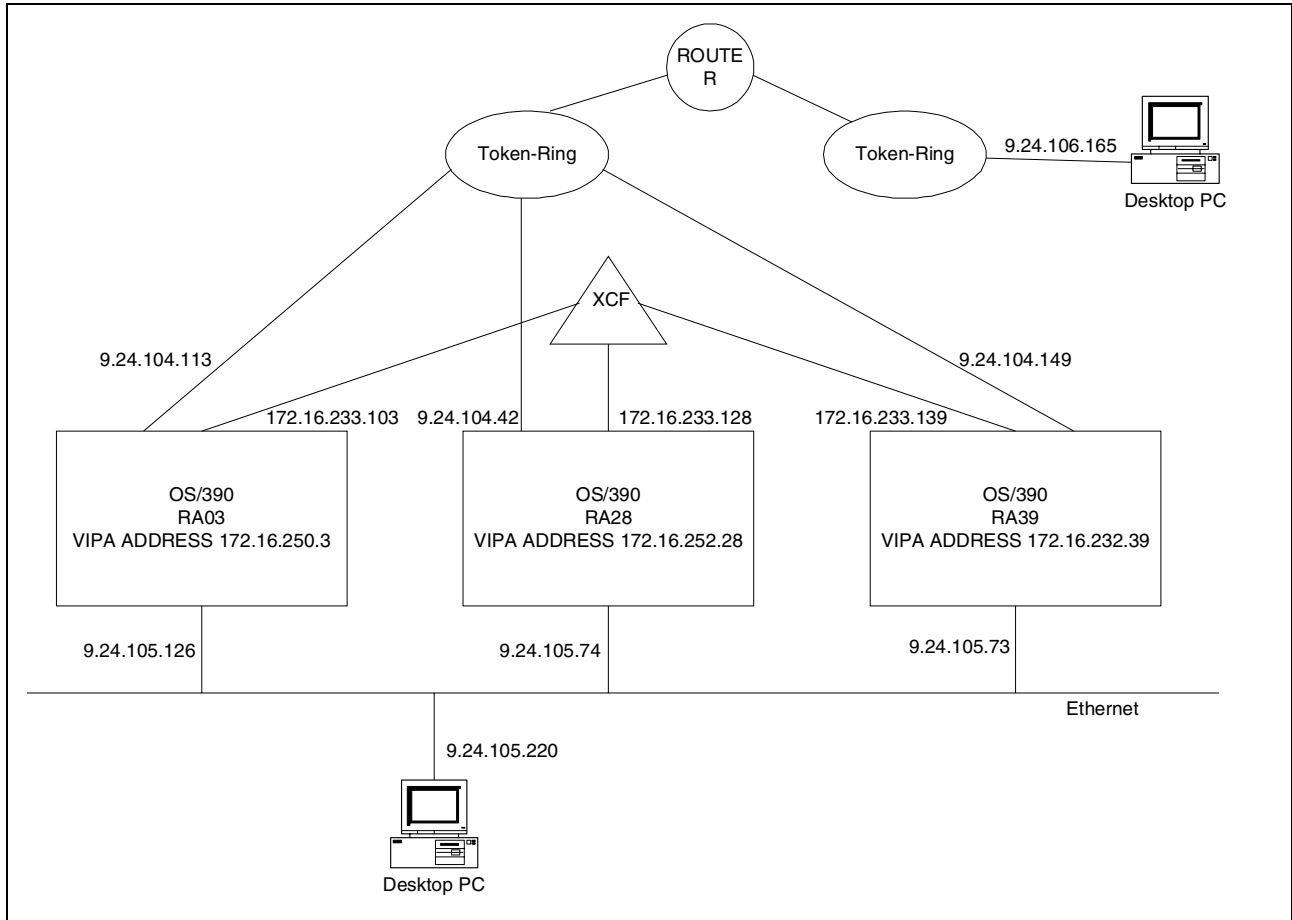 ROUTE
R
Token-Ring
Token-Ring
9.24.106.165
Desktop PC
XCF
9.24.104.113
9.24.104.149
172.16.233.103
9.24.104.42
172.16.233.128
172.16.233.139
OS/390
RA03
VIPA ADDRESS 172.16.250.3
OS/390
RA28
VIPA ADDRESS 172.16.252.28
OS/390
RA39
VIPA ADDRESS 172.16.232.39
9.24.105.126
9.24.105.74
9.24.105.73
Ethernet
9.24.105.220
Desktop PC